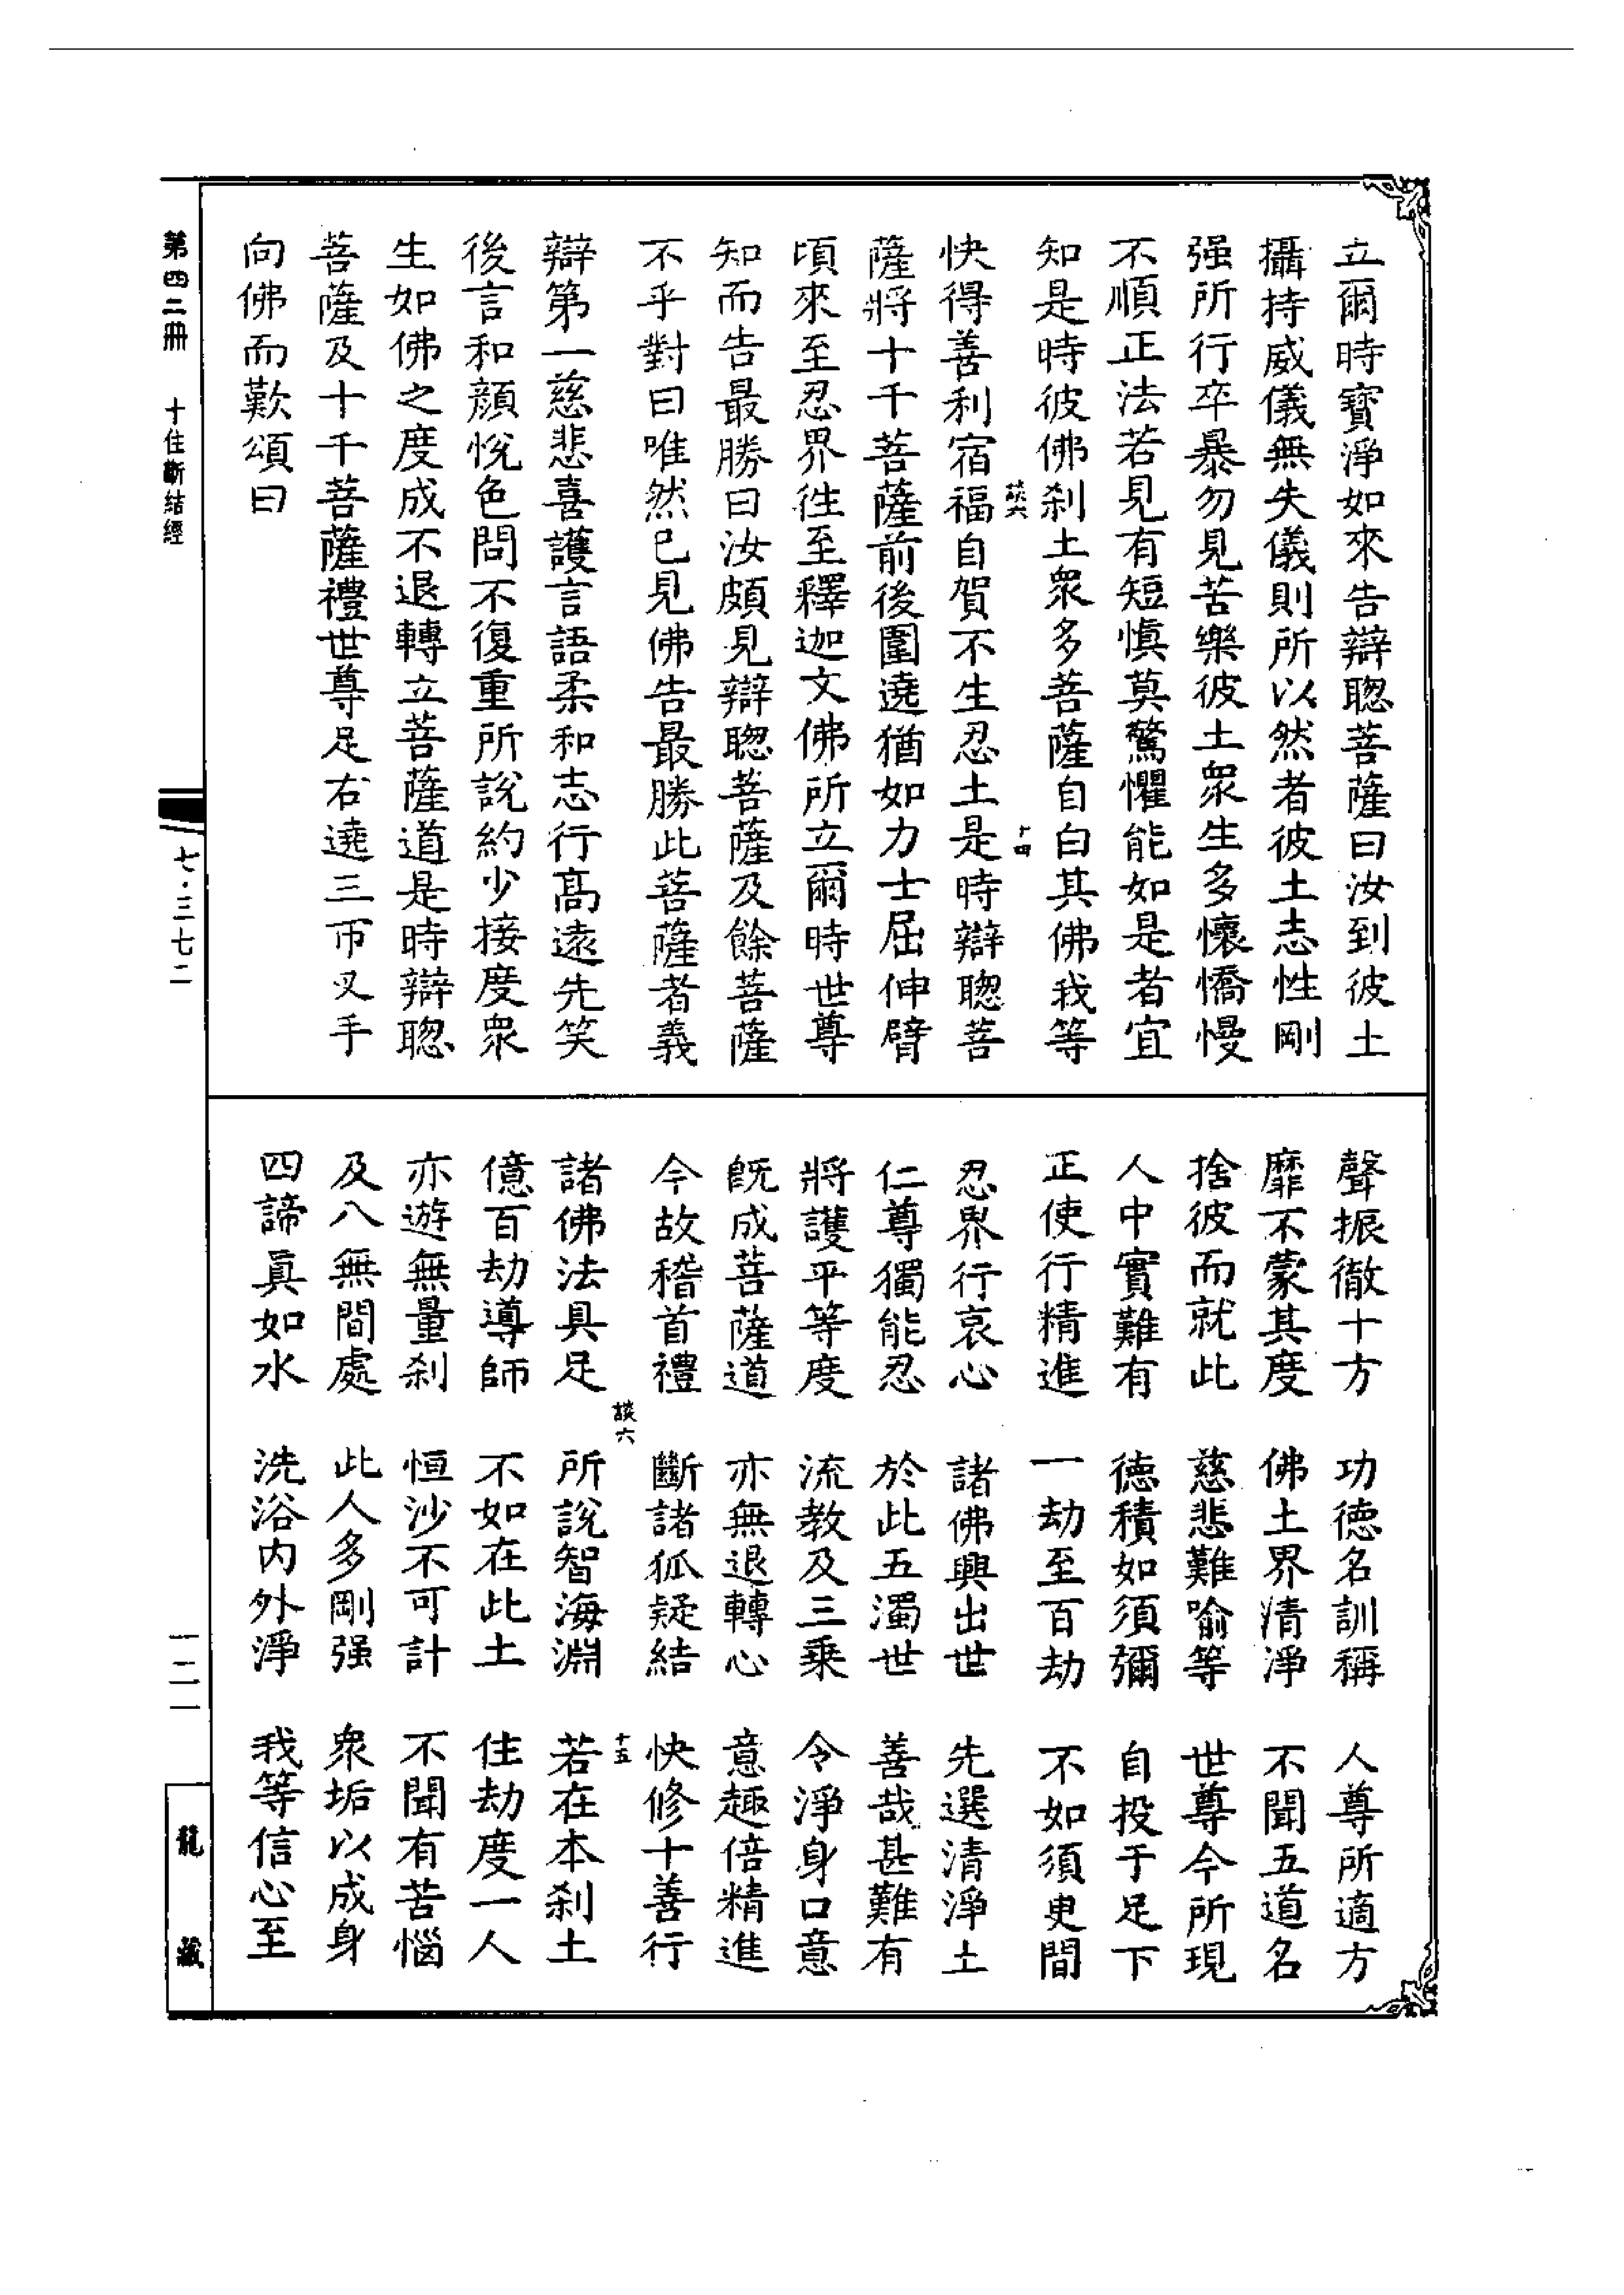 立爾時寶淨如來告辯聰菩薩曰汝到彼土
攝持威儀無失儀則所以然者彼土志性剛
强所行卒暴勿見苦樂彼土衆生多懷憍慢
不順正法若見有短慎莫驚懼能如是者宜
知是時彼佛剎土衆多菩薩自白其佛我等
快得善利宿福自賀不生忍土是時辯聰菩
談六
十四
薩將十千菩薩前後圍遶猶如力士屈伸臂
頃來至忍界往至釋迦文佛所立爾時世尊
知而告最勝曰汝頗見辯聰菩薩及餘菩薩
不乎對曰唯然已見佛告最勝此菩薩者義
辯第一慈悲喜護言語柔和志行高遠先笑
後言和顏悅色問不復重所說約少接度衆
生如佛之度成不退轉立菩薩道是時辯聰
菩薩及十千菩薩禮世尊足右遶三帀叉手
向佛而歎頌曰
聲振徹十方 功德名訓稱 人尊所適方
靡不蒙其度 佛土界清淨 不聞五道名
捨彼而就此 慈悲難喻等 世尊今所現
人中實難有 德積如須彌 自投于足下
正使行精進 一劫至百劫 不如須臾間
忍界行哀心 諸佛興出世 先選清淨土
仁尊獨能忍 於此五濁世 善哉甚難有
將護平等度 流教及三乘 令淨身口意
旣成菩薩道 亦無退轉心 意趣倍精進
今故稽首禮 斷諸狐疑結 快修十善行
談六
十五
諸佛法具足 所說智海淵 若在本剎土
億百劫導師 不如在此土 住劫度一人
亦遊無量剎 恒沙不可計 不聞有苦惱
及八無間處 此人多剛强 衆垢以成身
四諦眞如水 洗浴內外淨 我等信心至
第四二冊 十住斷結經
七·三七二
一二一
龍藏